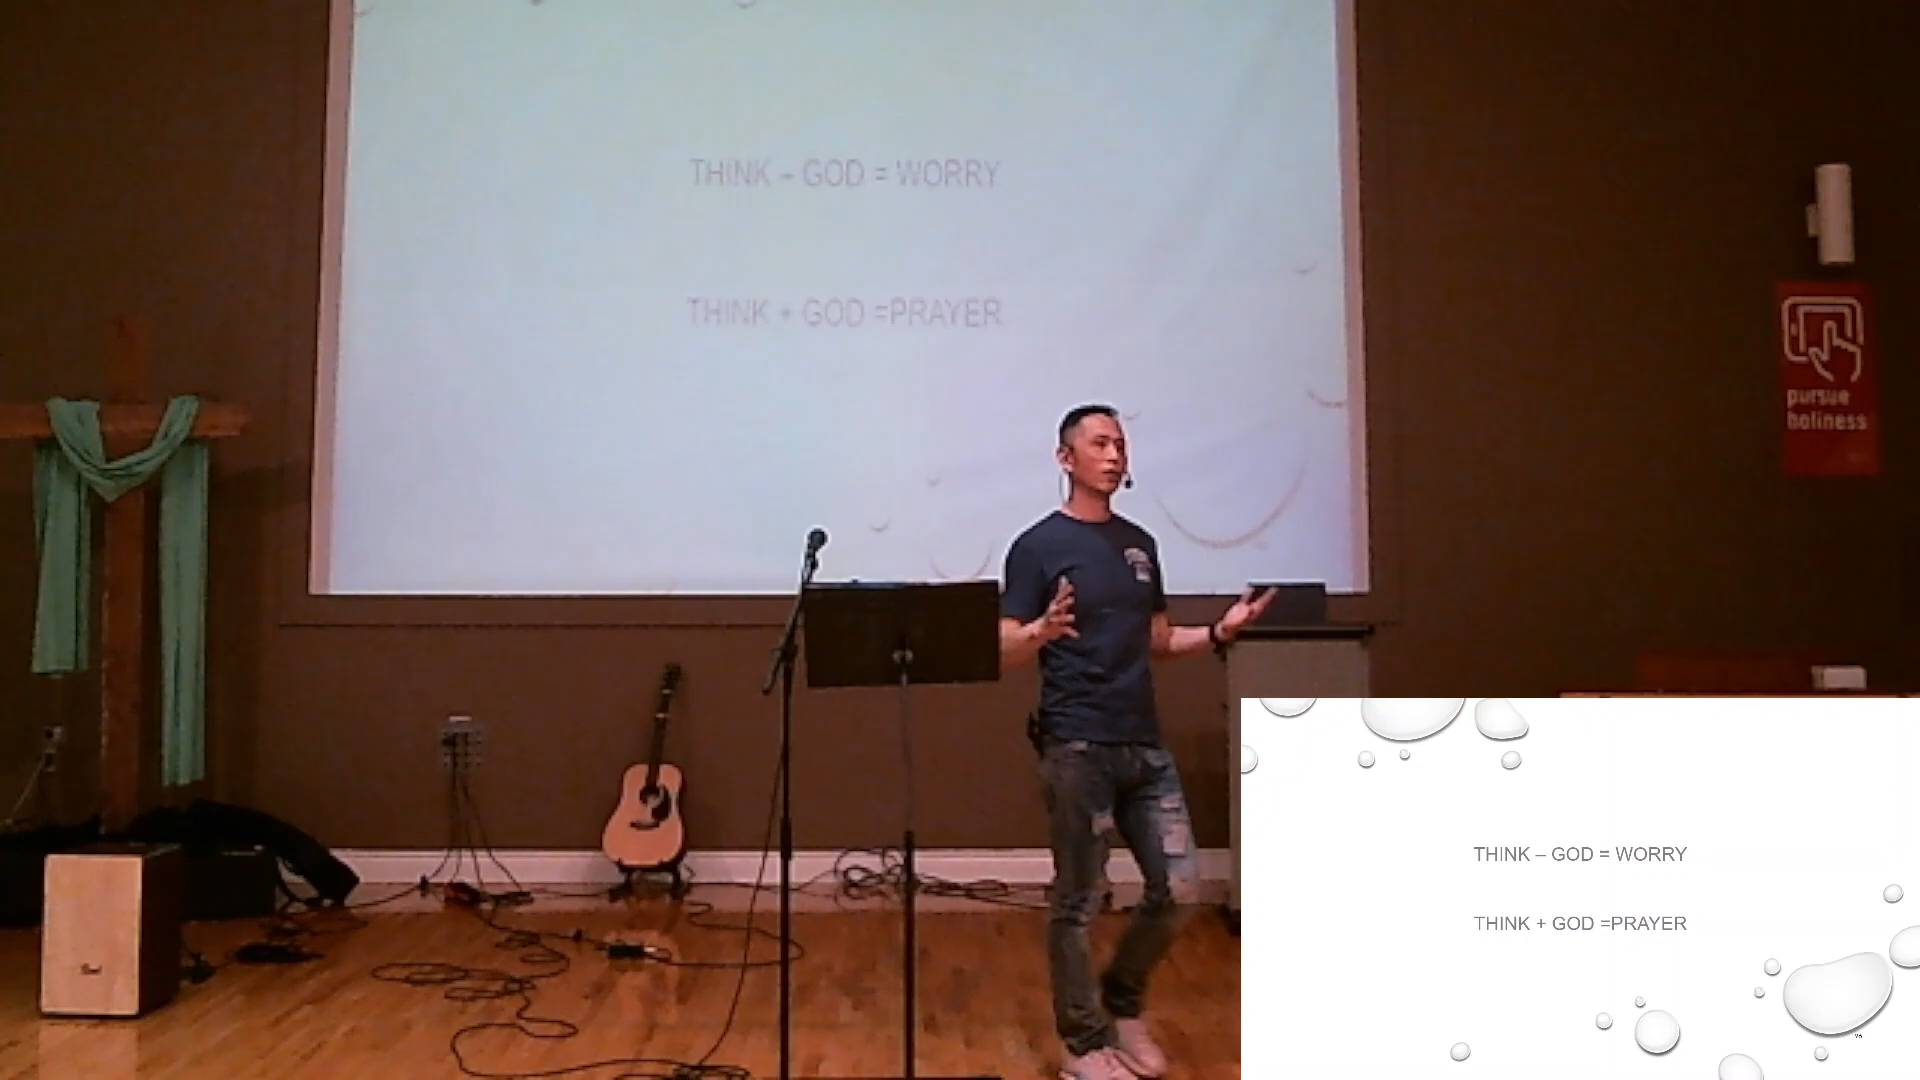 THINK – GOD = WORRY
THINK + GOD =PRAYER
pursue
holiness
THINK – GOD = WORRY
THINK + GOD =PRAYER